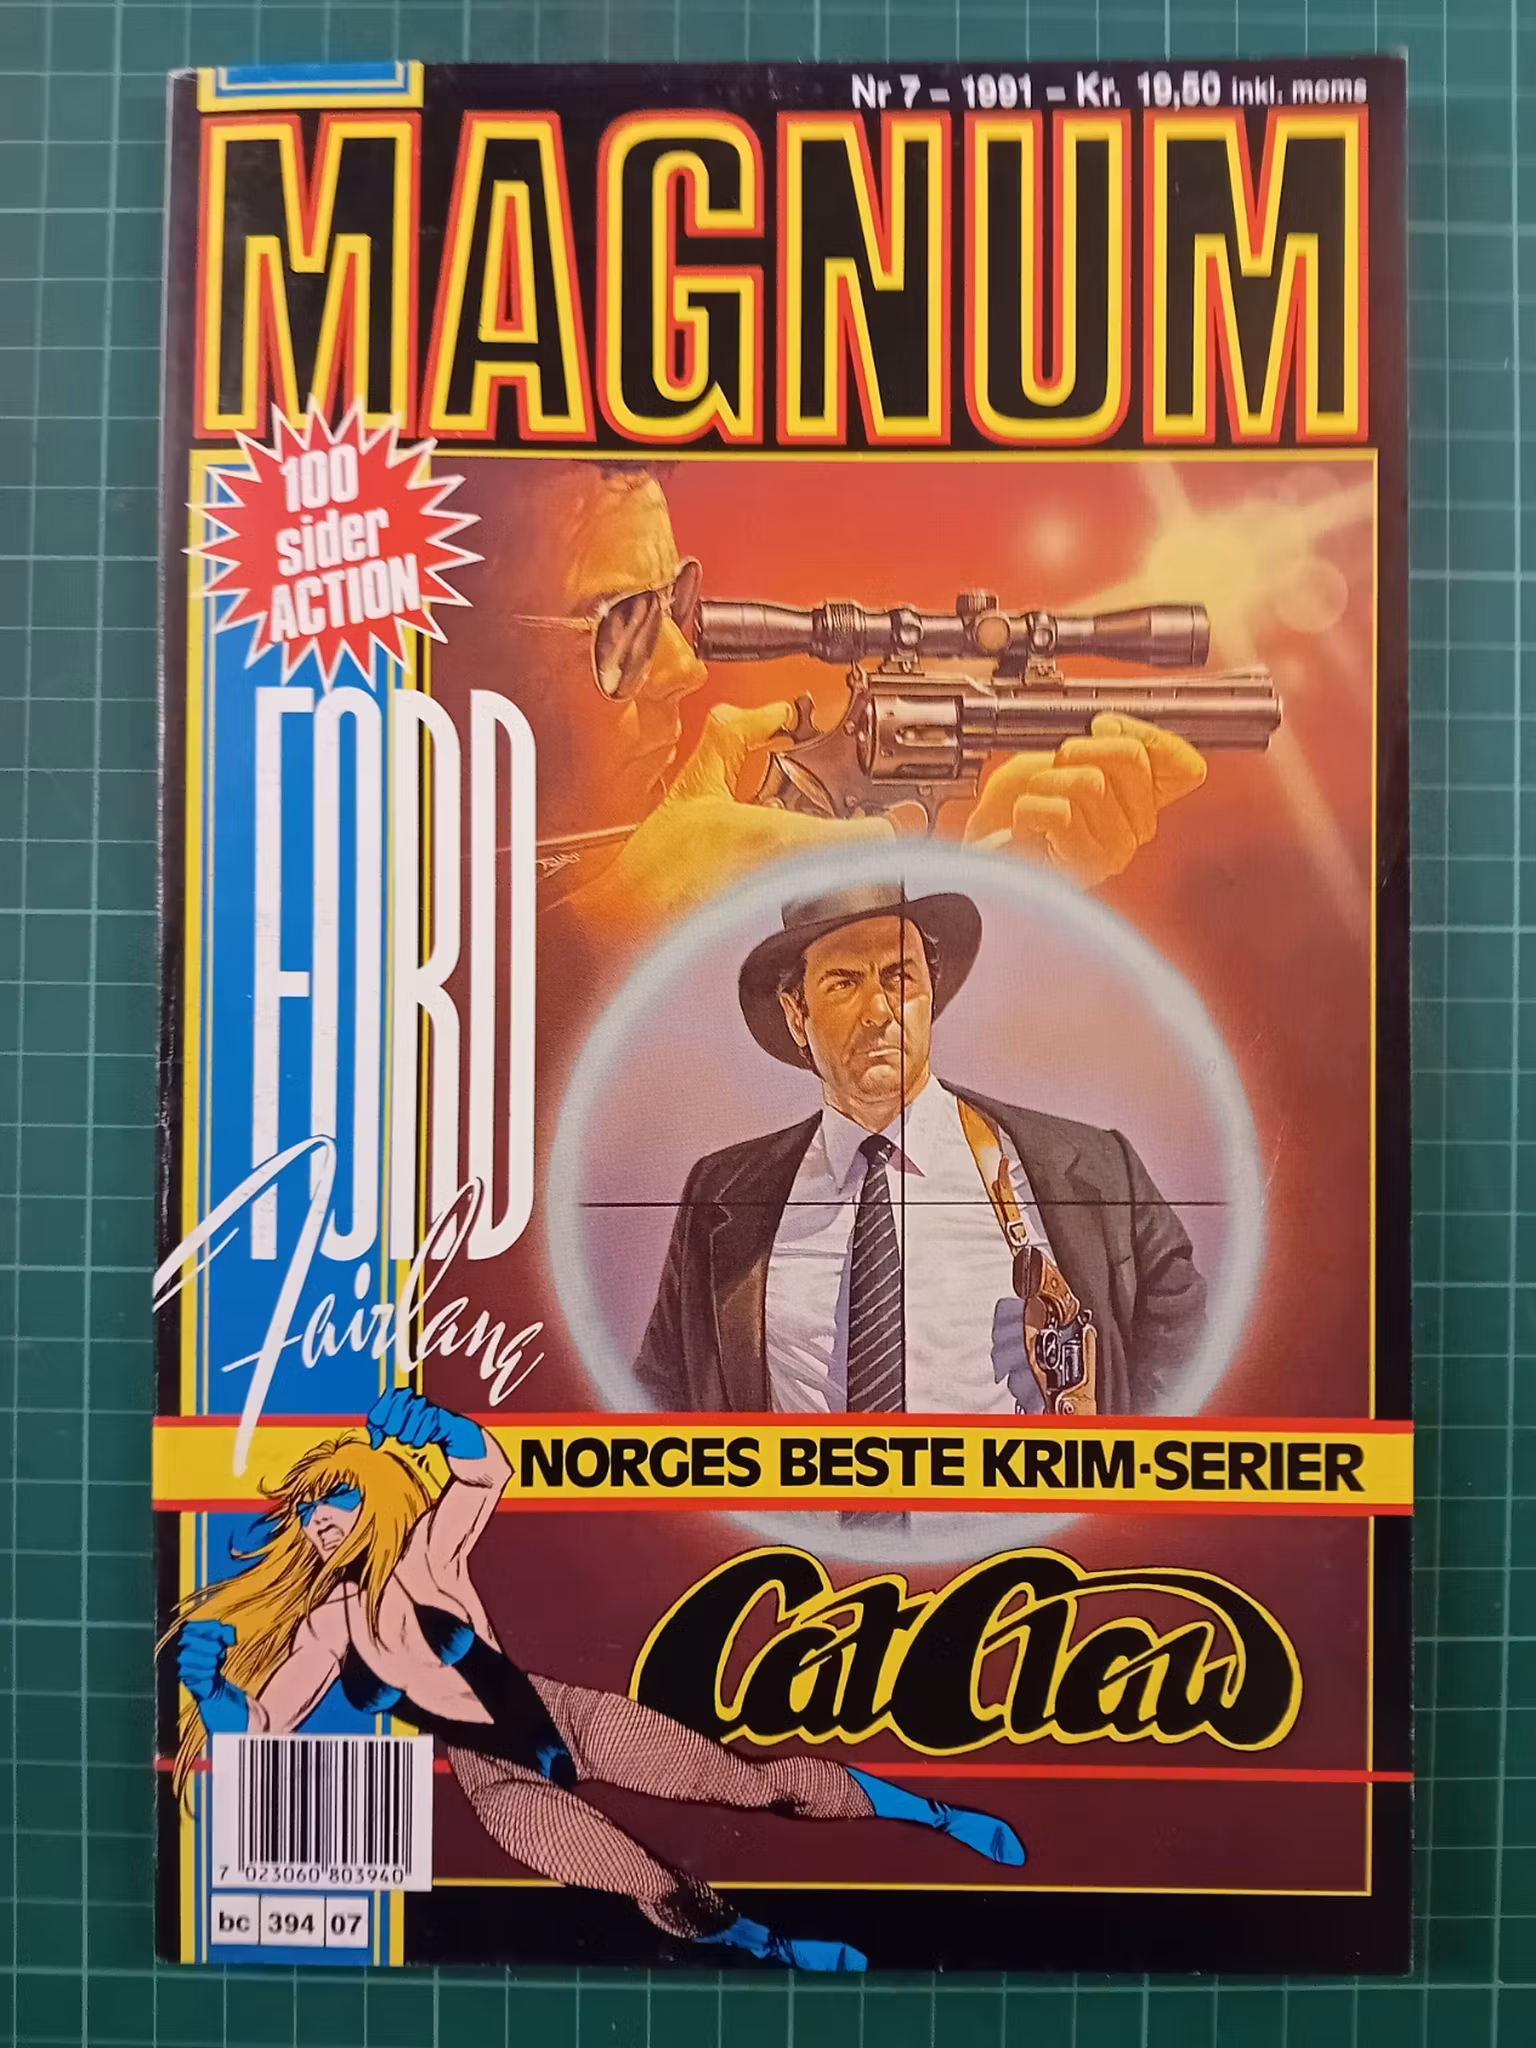 Nr 7 - 1991 - Kr. 19,50 inkl. moms
MAGNUM
100
sider
ACTION
FORD
Fairlane
NORGES BESTE KRIM-SERIER
Cat Claw
7 023060 803940
bc 394 07